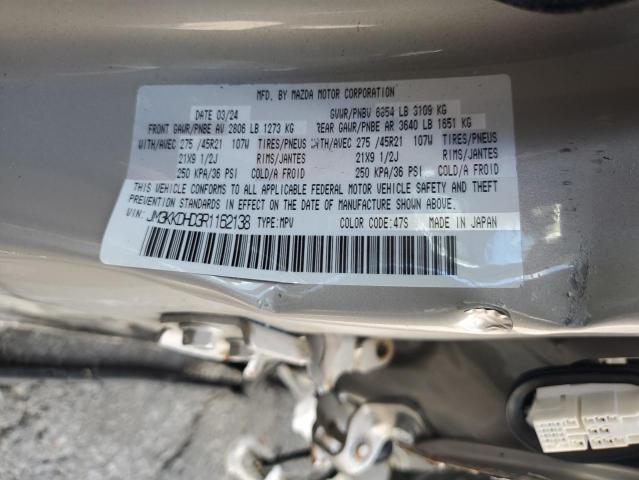 MFD. BY MAZDA MOTOR CORPORATION
DATE 03/24 GVWR/PNBV 6854 LB 3109 KG
FRONT GAWR/PNBE AV 2806 LB 1273 KG REAR GAWR/PNBE AR 3640 LB 1651 KG
WITH/AVEC 275 /45R21 107W TIRES/PNEUS WITH/AVEC 275 /45R21 107W TIRES/PNEUS
21X9 1/2J RIMS/JANTES 21X9 1/2J RIMS/JANTES
250 KPA/36 PSI COLD/A FROID 250 KPA/36 PSI COLD/A FROID
THIS VEHICLE CONFORMS TO ALL APPLICABLE FEDERAL MOTOR VEHICLE SAFETY AND THEFT
PREVENTION STANDARDS IN EFFECT ON THE DATE OF MANUFACTURE SHOWN ABOVE.
VIN: JM3KKDHD3R1162138 TYPE:MPV COLOR CODE:47S MADE IN JAPAN